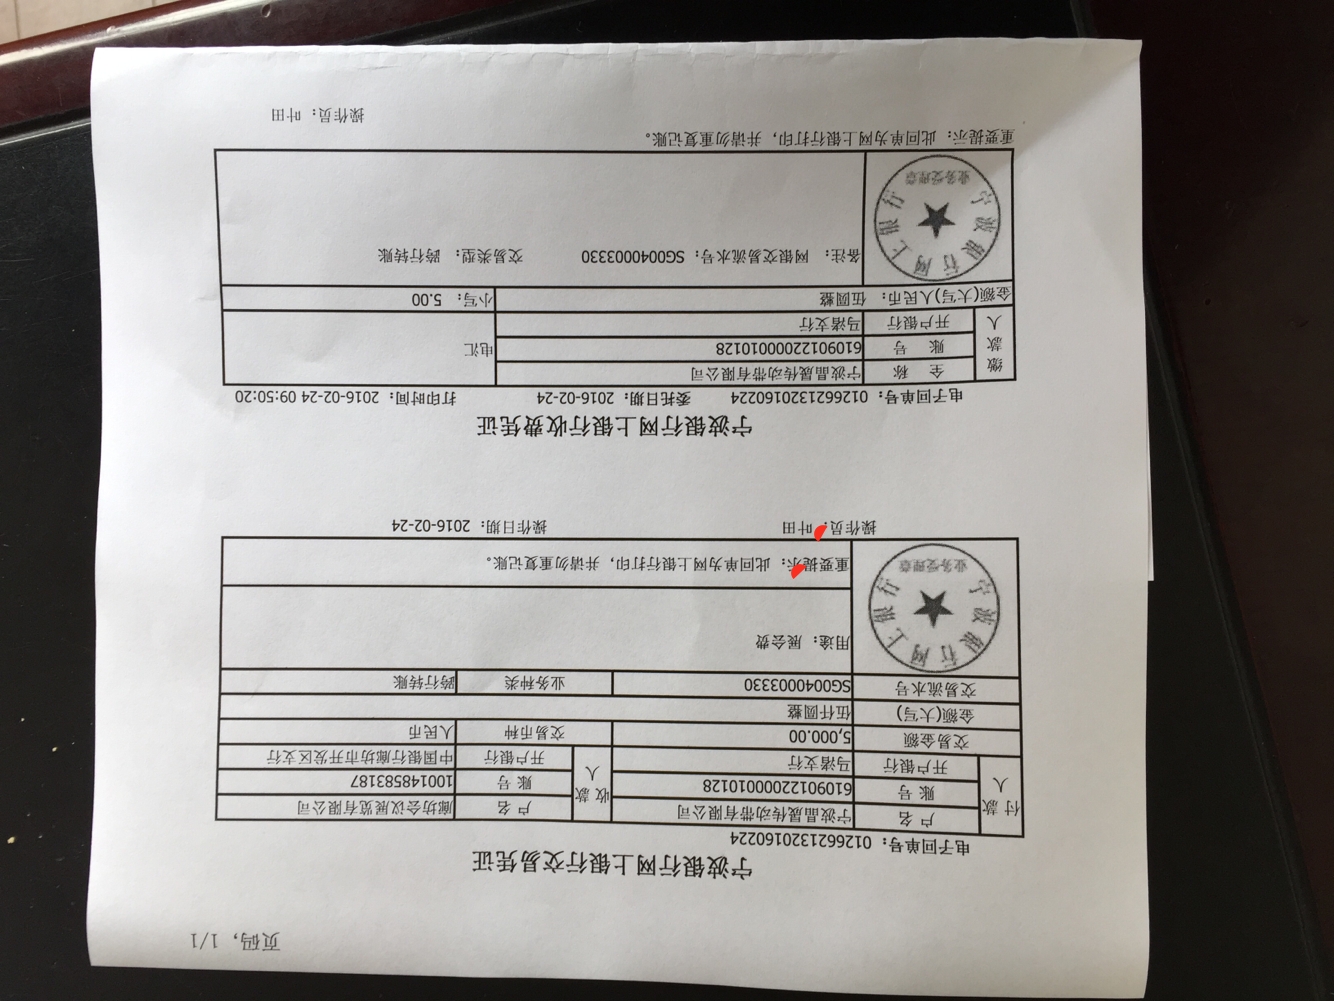 页码, 1/1
宁波银行网上银行交易凭证
电子回单号: 0126621320160224
付款人 户 名 宁波晶晟传动带有限公司 收款人 户 名 廊坊会议展览有限公司
账 号 61090122000010128 账 号 100148583187
开户银行 马渚支行 开户银行 中国银行廊坊市开发区支行
交易金额 5,000.00 交易币种 人民币
金额(大写) 伍仟圆整
交易流水号 SG0040003330 业务种类 跨行转账
用途: 展会费
重要提示: 此回单为网上银行打印, 并请勿重复记账。
宁波银行网上银行
业务受理章
操作员: 叶田 操作日期: 2016-02-24
宁波银行网上银行收费凭证
电子回单号: 0126621320160224 委托日期: 2016-02-24 打印时间: 2016-02-24 09:50:20
缴款人 全 称 宁波晶晟传动带有限公司 电汇
账 号 61090122000010128
开户银行 马渚支行
金额(大写)人民币: 伍圆整 小写: 5.00
备注: 网银交易流水号: SG0040003330 交易类型: 跨行转账
宁波银行网上银行
业务受理章
重要提示: 此回单为网上银行打印, 并请勿重复记账。
操作员: 叶田